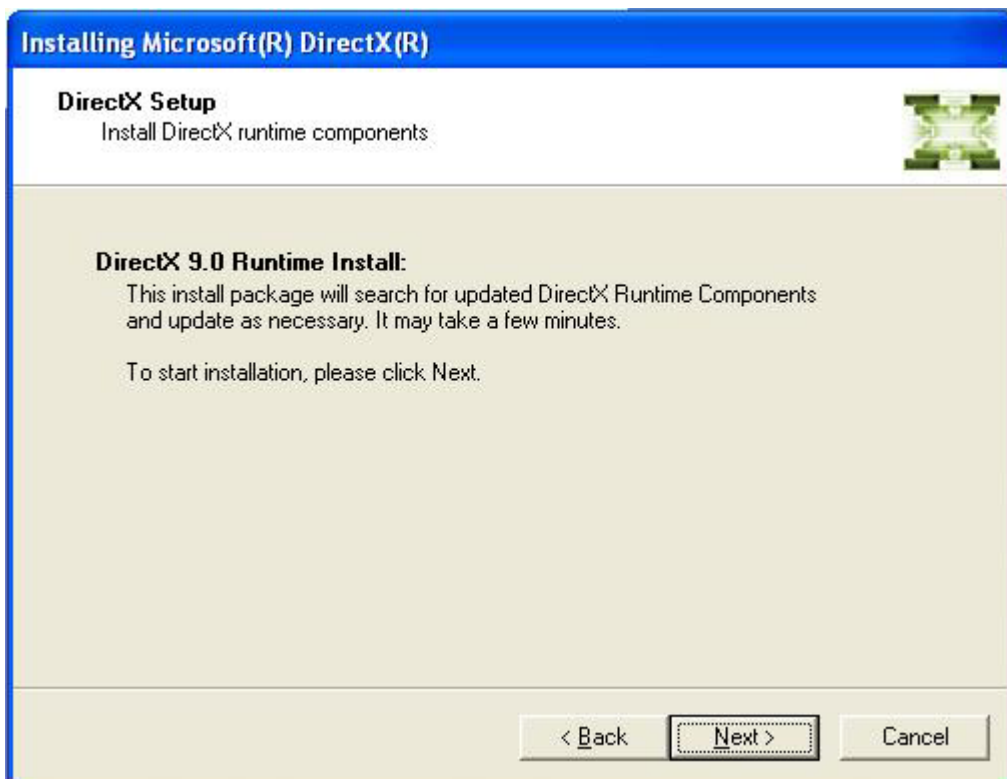 Installing Microsoft(R) DirectX(R)
DirectX Setup
Install DirectX runtime components
DirectX 9.0 Runtime Install:
This install package will search for updated DirectX Runtime Components
and update as necessary. It may take a few minutes.
To start installation, please click Next.
< Back
Next >
Cancel